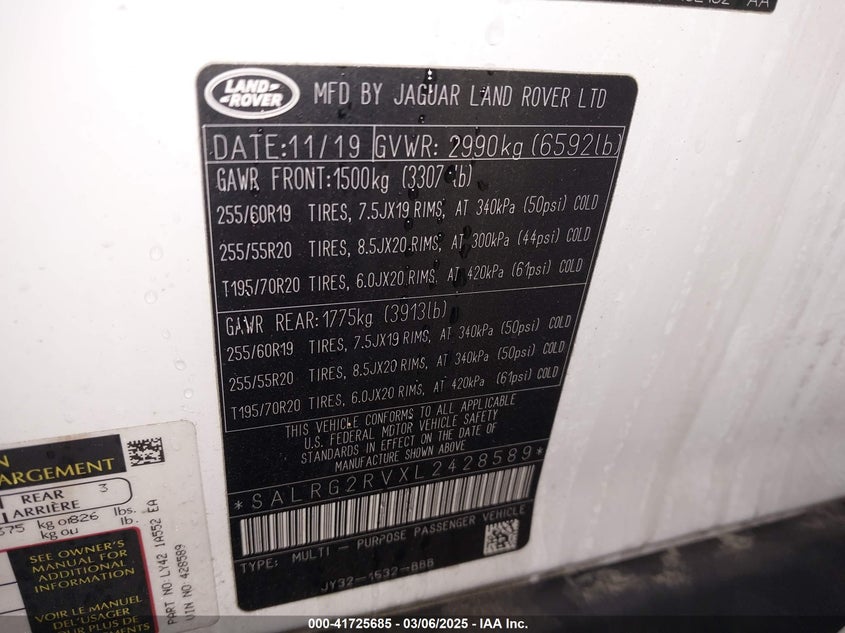 AA
LAND ROVER
MFD BY JAGUAR LAND ROVER LTD
DATE:11/19 GVWR: 2990kg (6592lb)
GAWR FRONT:1500kg (3307 lb)
255/60R19 TIRES, 7.5JX19 RIMS, AT 340kPa (50psi) COLD
255/55R20 TIRES, 8.5JX20 RIMS, AT 300kPa (44psi) COLD
T195/70R20 TIRES, 6.0JX20 RIMS, AT 420kPa (61psi) COLD
GAWR REAR:1775kg (3913lb)
255/60R19 TIRES, 7.5JX19 RIMS, AT 340kPa (50psi) COLD
255/55R20 TIRES, 8.5JX20 RIMS, AT 340kPa (50psi) COLD
T195/70R20 TIRES, 6.0JX20 RIMS, AT 420kPa (61psi) COLD
THIS VEHICLE CONFORMS TO ALL APPLICABLE
U.S. FEDERAL MOTOR VEHICLE SAFETY
STANDARDS IN EFFECT ON THE DATE OF
MANUFACTURE SHOWN ABOVE
*SALRG2RVXL2428589*
TYPE: MULTI - PURPOSE PASSENGER VEHICLE
JY32-1532-BBB
ARGEMENT
REAR 3
ARRIÈRE
375 kg or 826 lbs.
kg ou lb.
SEE OWNER'S
MANUAL FOR
ADDITIONAL
INFORMATION
VOIR LE MANUEL
DE L'USAGER
POUR PLUS DE
PART NO:LY42 1A552 EA
VIN NO 428589
000-41725685 — 03/06/2025 — IAA Inc.